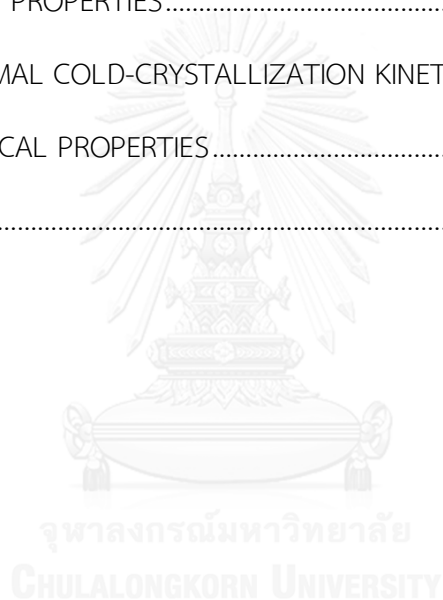 PROPERTIES....................................
MAL COLD-CRYSTALLIZATION KINET
CAL PROPERTIES....................................
....................................................................
จุฬาลงกรณ์มหาวิทยาลัย
CHULALONGKORN UNIVERSITY